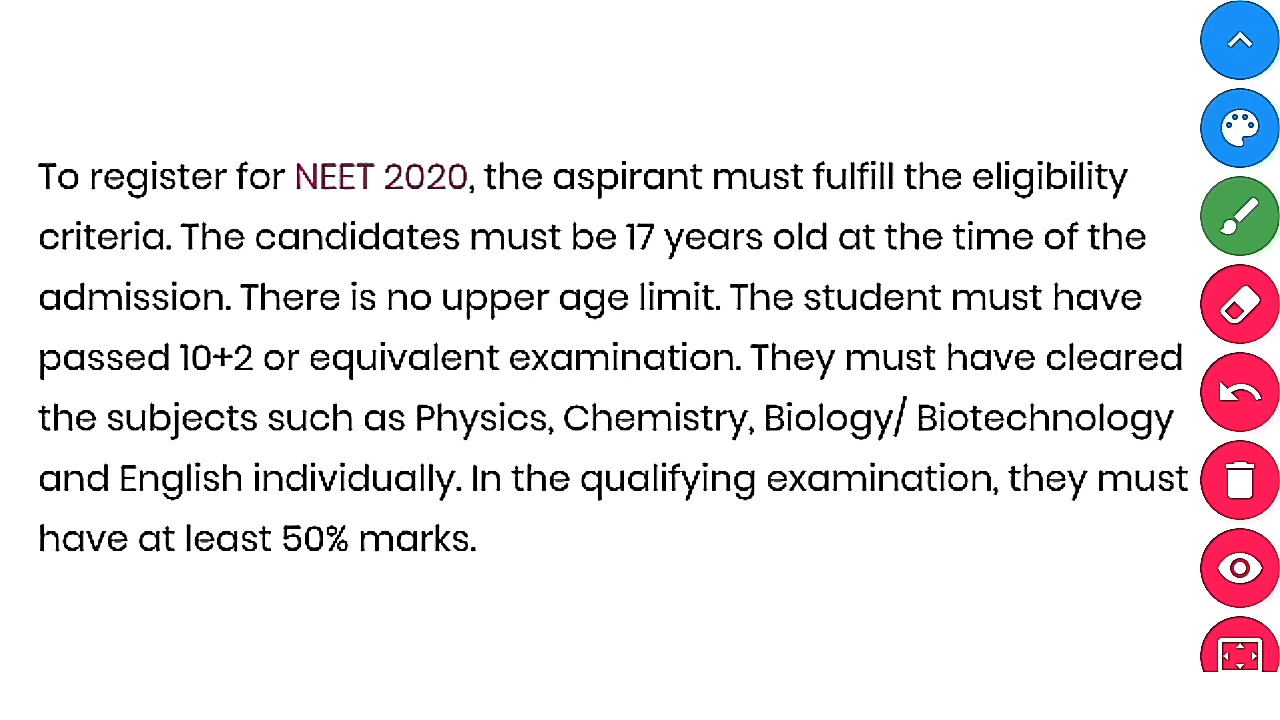 To register for NEET 2020, the aspirant must fulfill the eligibility
criteria. The candidates must be 17 years old at the time of the
admission. There is no upper age limit. The student must have
passed 10+2 or equivalent examination. They must have cleared
the subjects such as Physics, Chemistry, Biology/ Biotechnology
and English individually. In the qualifying examination, they must
have at least 50% marks.